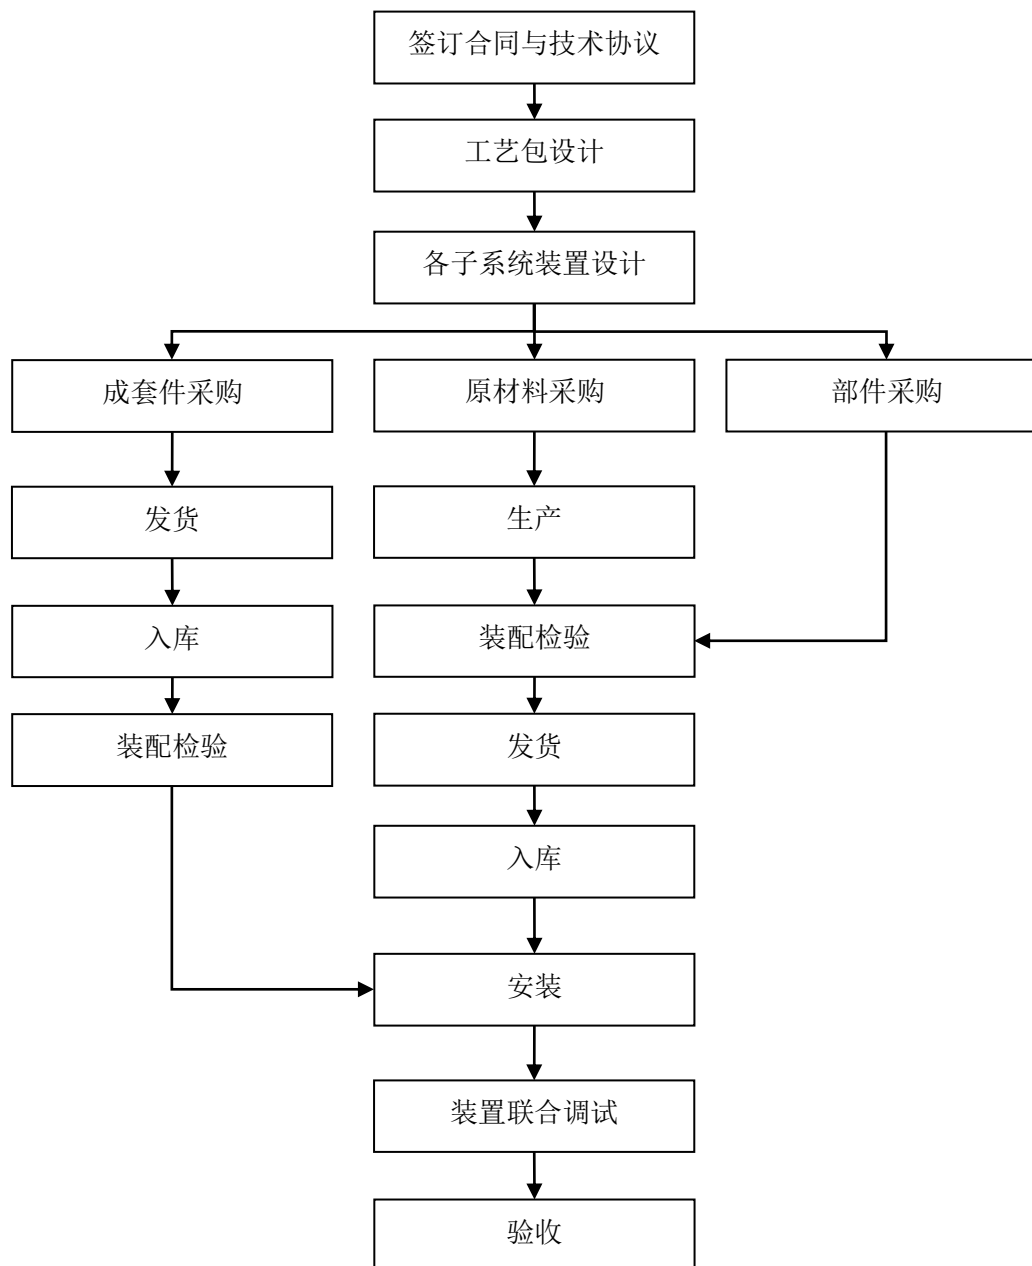 签订合同与技术协议
工艺包设计
各子系统装置设计
成套件采购
原材料采购
部件采购
发货
生产
入库
装配检验
装配检验
发货
入库
安装
装置联合调试
验收